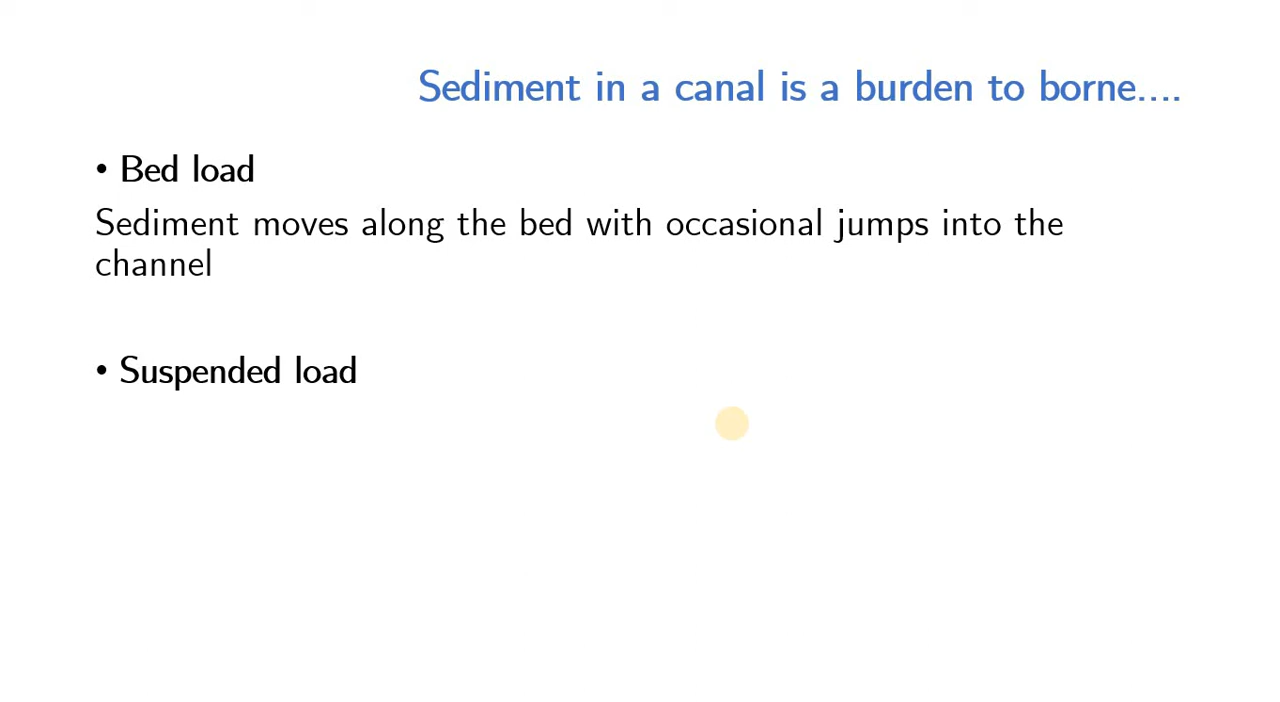 Sediment in a canal is a burden to borne....
• Bed load
Sediment moves along the bed with occasional jumps into the
channel
• Suspended load